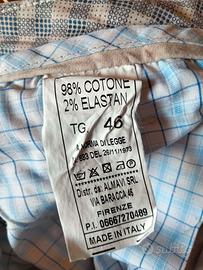 98% COTONE
2% ELASTAN
TG. 46
A NORMA DI LEGGE
N. 883 DEL 26/11/1973
Distr. da: ALMAVI SRL
VIA BARACCA 46
FIRENZE
P.I. 06667270489
MADE IN ITALY
subito